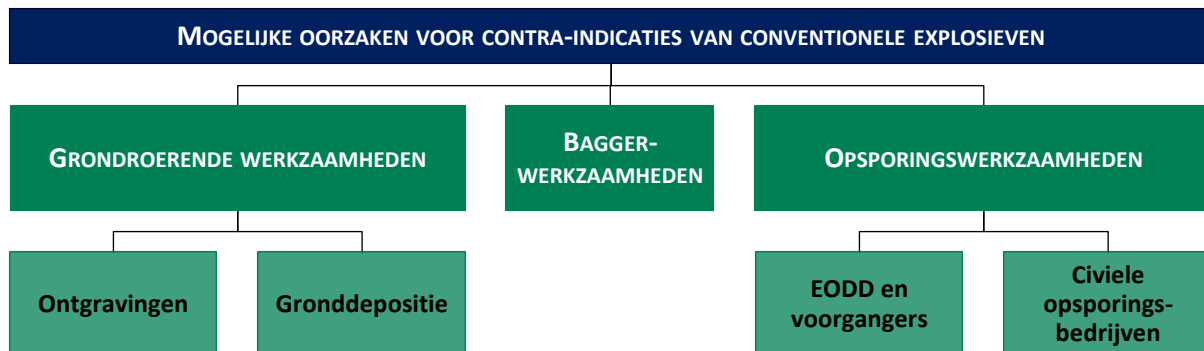 MOGELIJKE OORZAKEN VOOR CONTRA-INDICATIES VAN CONVENTIONELE EXPLOSIEVEN
GRONDROERENDE WERKZAAMHEDEN
BAGGER-
WERKZAAMHEDEN
OPSPORINGSWERKZAAMHEDEN
Ontgravingen
Gronddepositie
EODD en
voorgangers
Civiele
opsporings-
bedrijven